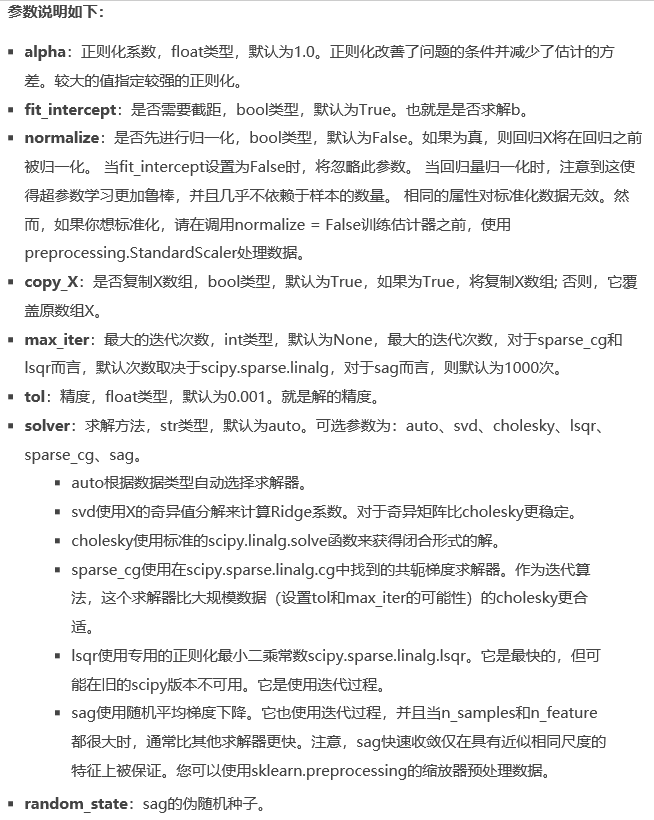 参数说明如下：
alpha：正则化系数，float类型，默认为1.0。正则化改善了问题的条件并减少了估计的方
差。较大的值指定较强的正则化。
fit_intercept：是否需要截距，bool类型，默认为True。也就是是否求解b。
normalize：是否先进行归一化，bool类型，默认为False。如果为真，则回归X将在回归之前
被归一化。 当fit_intercept设置为False时，将忽略此参数。 当回归量归一化时，注意到这使
得超参数学习更加鲁棒，并且几乎不依赖于样本的数量。 相同的属性对标准化数据无效。然
而，如果你想标准化，请在调用normalize = False训练估计器之前，使用
preprocessing.StandardScaler处理数据。
copy_X：是否复制X数组，bool类型，默认为True，如果为True，将复制X数组; 否则，它覆
盖原数组X。
max_iter：最大的迭代次数，int类型，默认为None，最大的迭代次数，对于sparse_cg和
lsqr而言，默认次数取决于scipy.sparse.linalg，对于sag而言，则默认为1000次。
tol：精度，float类型，默认为0.001。就是解的精度。
solver：求解方法，str类型，默认为auto。可选参数为：auto、svd、cholesky、lsqr、
sparse_cg、sag。
auto根据数据类型自动选择求解器。
svd使用X的奇异值分解来计算Ridge系数。对于奇异矩阵比cholesky更稳定。
cholesky使用标准的scipy.linalg.solve函数来获得闭合形式的解。
sparse_cg使用在scipy.sparse.linalg.cg中找到的共轭梯度求解器。作为迭代算
法，这个求解器比大规模数据（设置tol和max_iter的可能性）的cholesky更合
适。
lsqr使用专用的正则化最小二乘常数scipy.sparse.linalg.lsqr。它是最快的，但可
能在旧的scipy版本不可用。它是使用迭代过程。
sag使用随机平均梯度下降。它也使用迭代过程，并且当n_samples和n_feature
都很大时，通常比其他求解器更快。注意，sag快速收敛仅在具有近似相同尺度的
特征上被保证。您可以使用sklearn.preprocessing的缩放器预处理数据。
random_state：sag的伪随机种子。